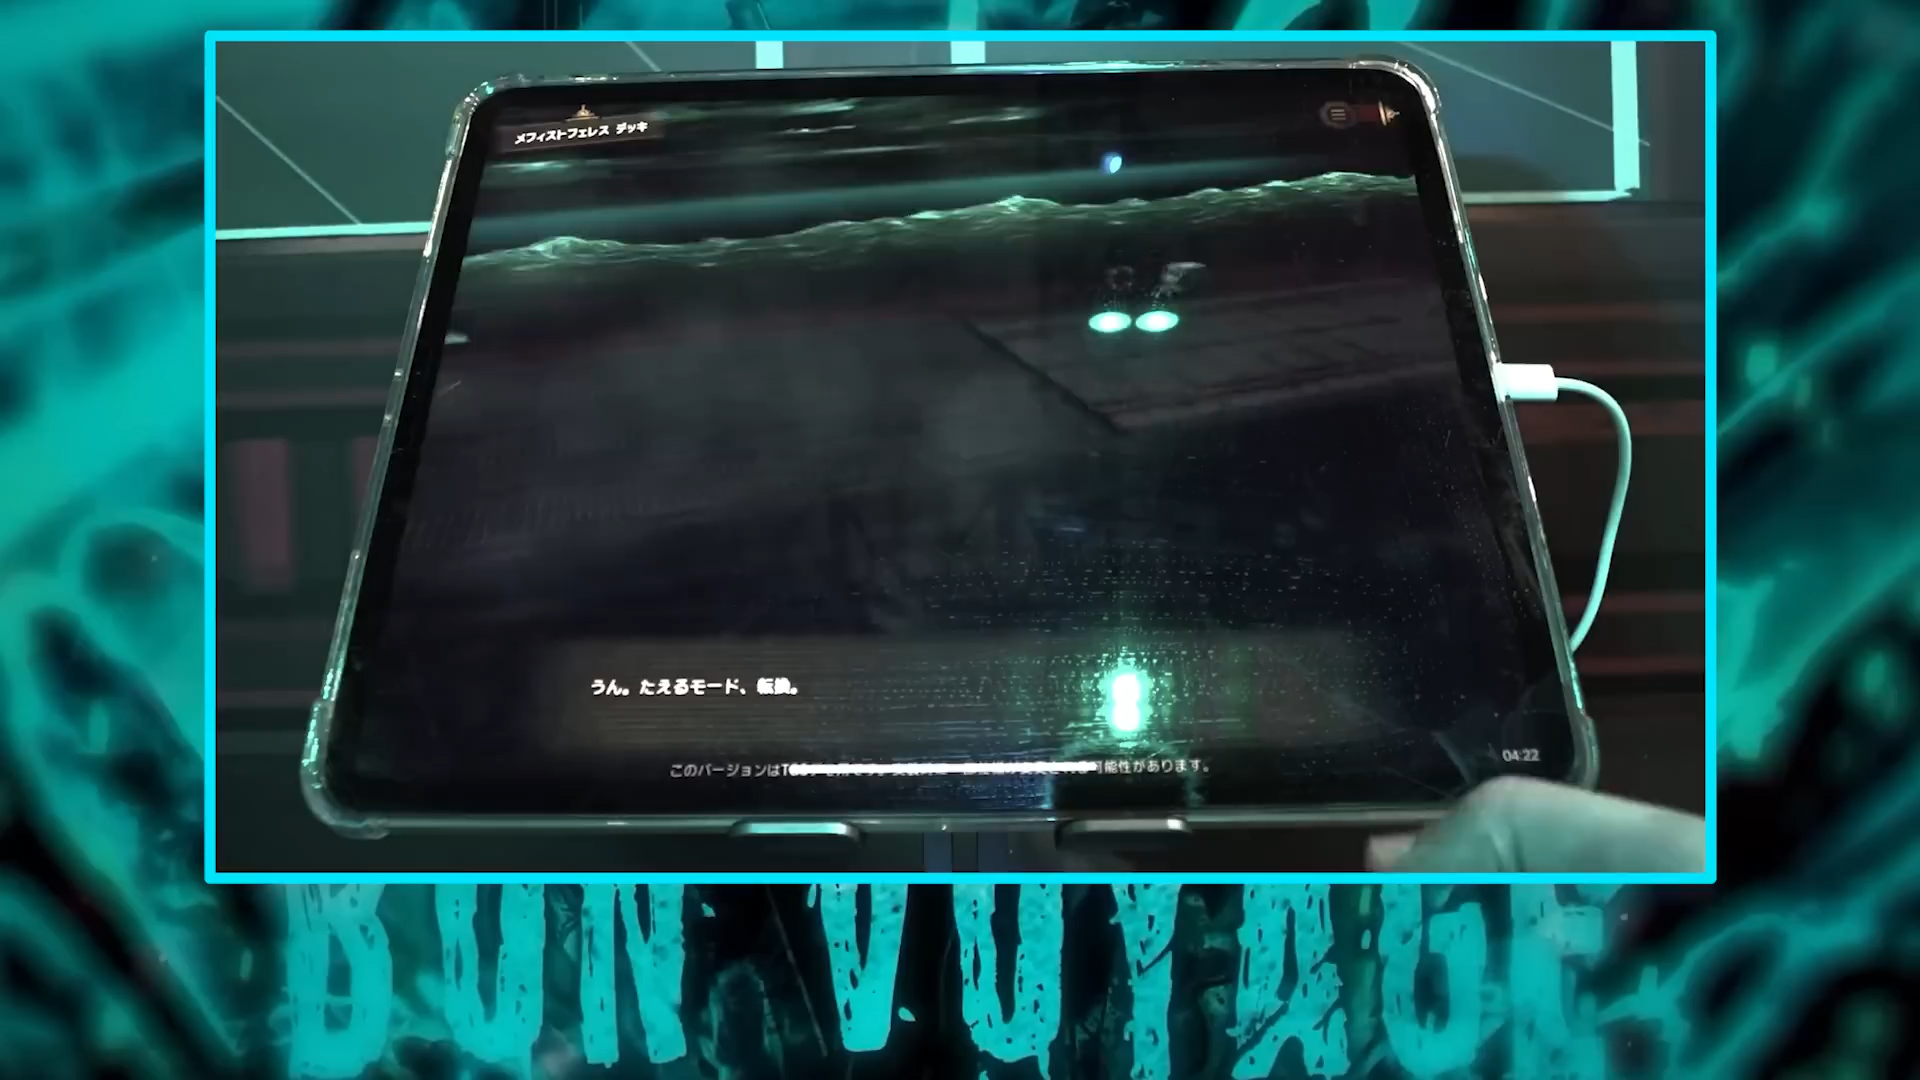 メフィストフェレス デッキ
うん。たえるモード、転換。
このバージョンはT
可能性があります。
04:22
BON VOYAGE